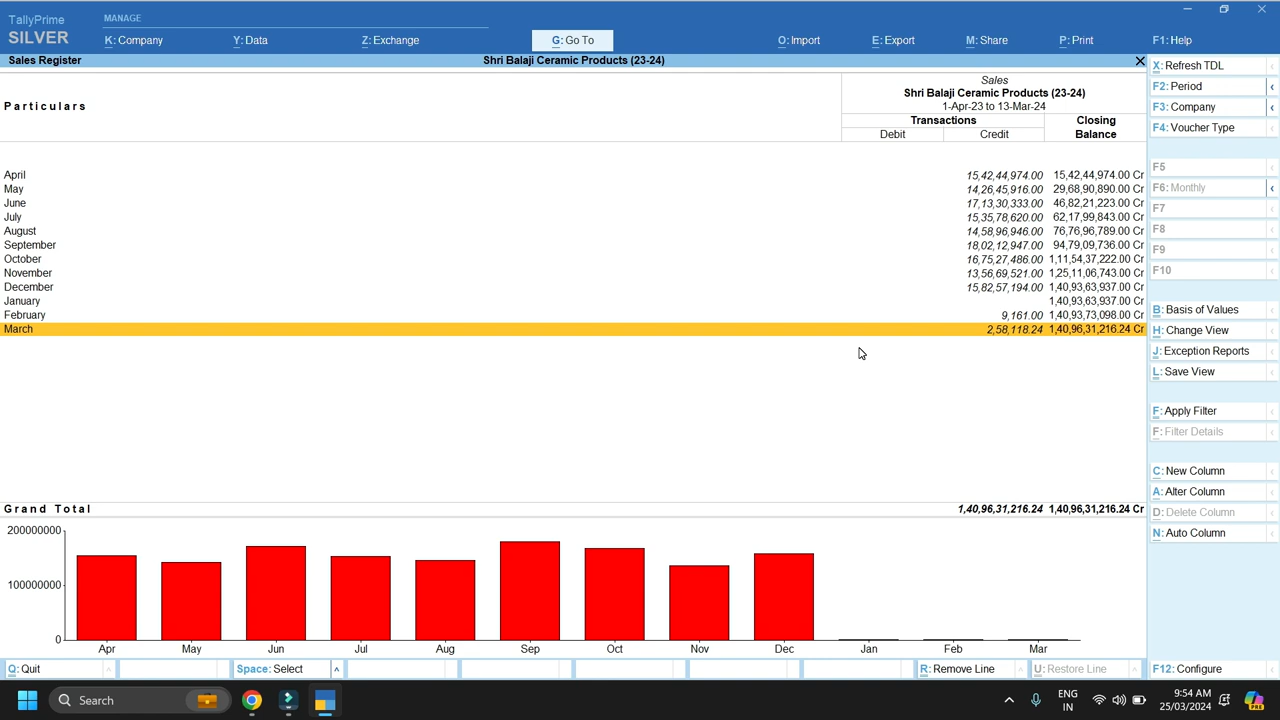 TallyPrime
SILVER
MANAGE
K: Company
Y: Data
Z: Exchange
G: Go To
O: Import
E: Export
M: Share
P: Print
F1: Help
Sales Register
Shri Balaji Ceramic Products (23-24)
Particulars
Sales
Shri Balaji Ceramic Products (23-24)
1-Apr-23 to 13-Mar-24
Transactions
Closing
Debit
Credit
Balance
April 15,42,44,974.00 15,42,44,974.00 Cr
May 14,26,45,916.00 29,68,90,890.00 Cr
June 17,13,30,333.00 46,82,21,223.00 Cr
July 15,35,78,620.00 62,17,99,843.00 Cr
August 14,58,96,946.00 76,76,96,789.00 Cr
September 18,02,12,947.00 94,79,09,736.00 Cr
October 16,75,27,486.00 1,11,54,37,222.00 Cr
November 13,56,69,521.00 1,25,11,06,743.00 Cr
December 15,82,57,194.00 1,40,93,63,937.00 Cr
January 1,40,93,63,937.00 Cr
February 9,161.00 1,40,93,73,098.00 Cr
March 2,58,118.24 1,40,96,31,216.24 Cr
Grand Total 1,40,96,31,216.24 1,40,96,31,216.24 Cr
200000000
100000000
0
Apr May Jun Jul Aug Sep Oct Nov Dec Jan Feb Mar
X: Refresh TDL
F2: Period
F3: Company
F4: Voucher Type
F5
F6: Monthly
F7
F8
F9
F10
B: Basis of Values
H: Change View
J: Exception Reports
L: Save View
F: Apply Filter
F: Filter Details
C: New Column
A: Alter Column
D: Delete Column
N: Auto Column
Q: Quit
Space: Select
R: Remove Line
U: Restore Line
F12: Configure
Search
ENG
IN
9:54 AM
25/03/2024
PRE